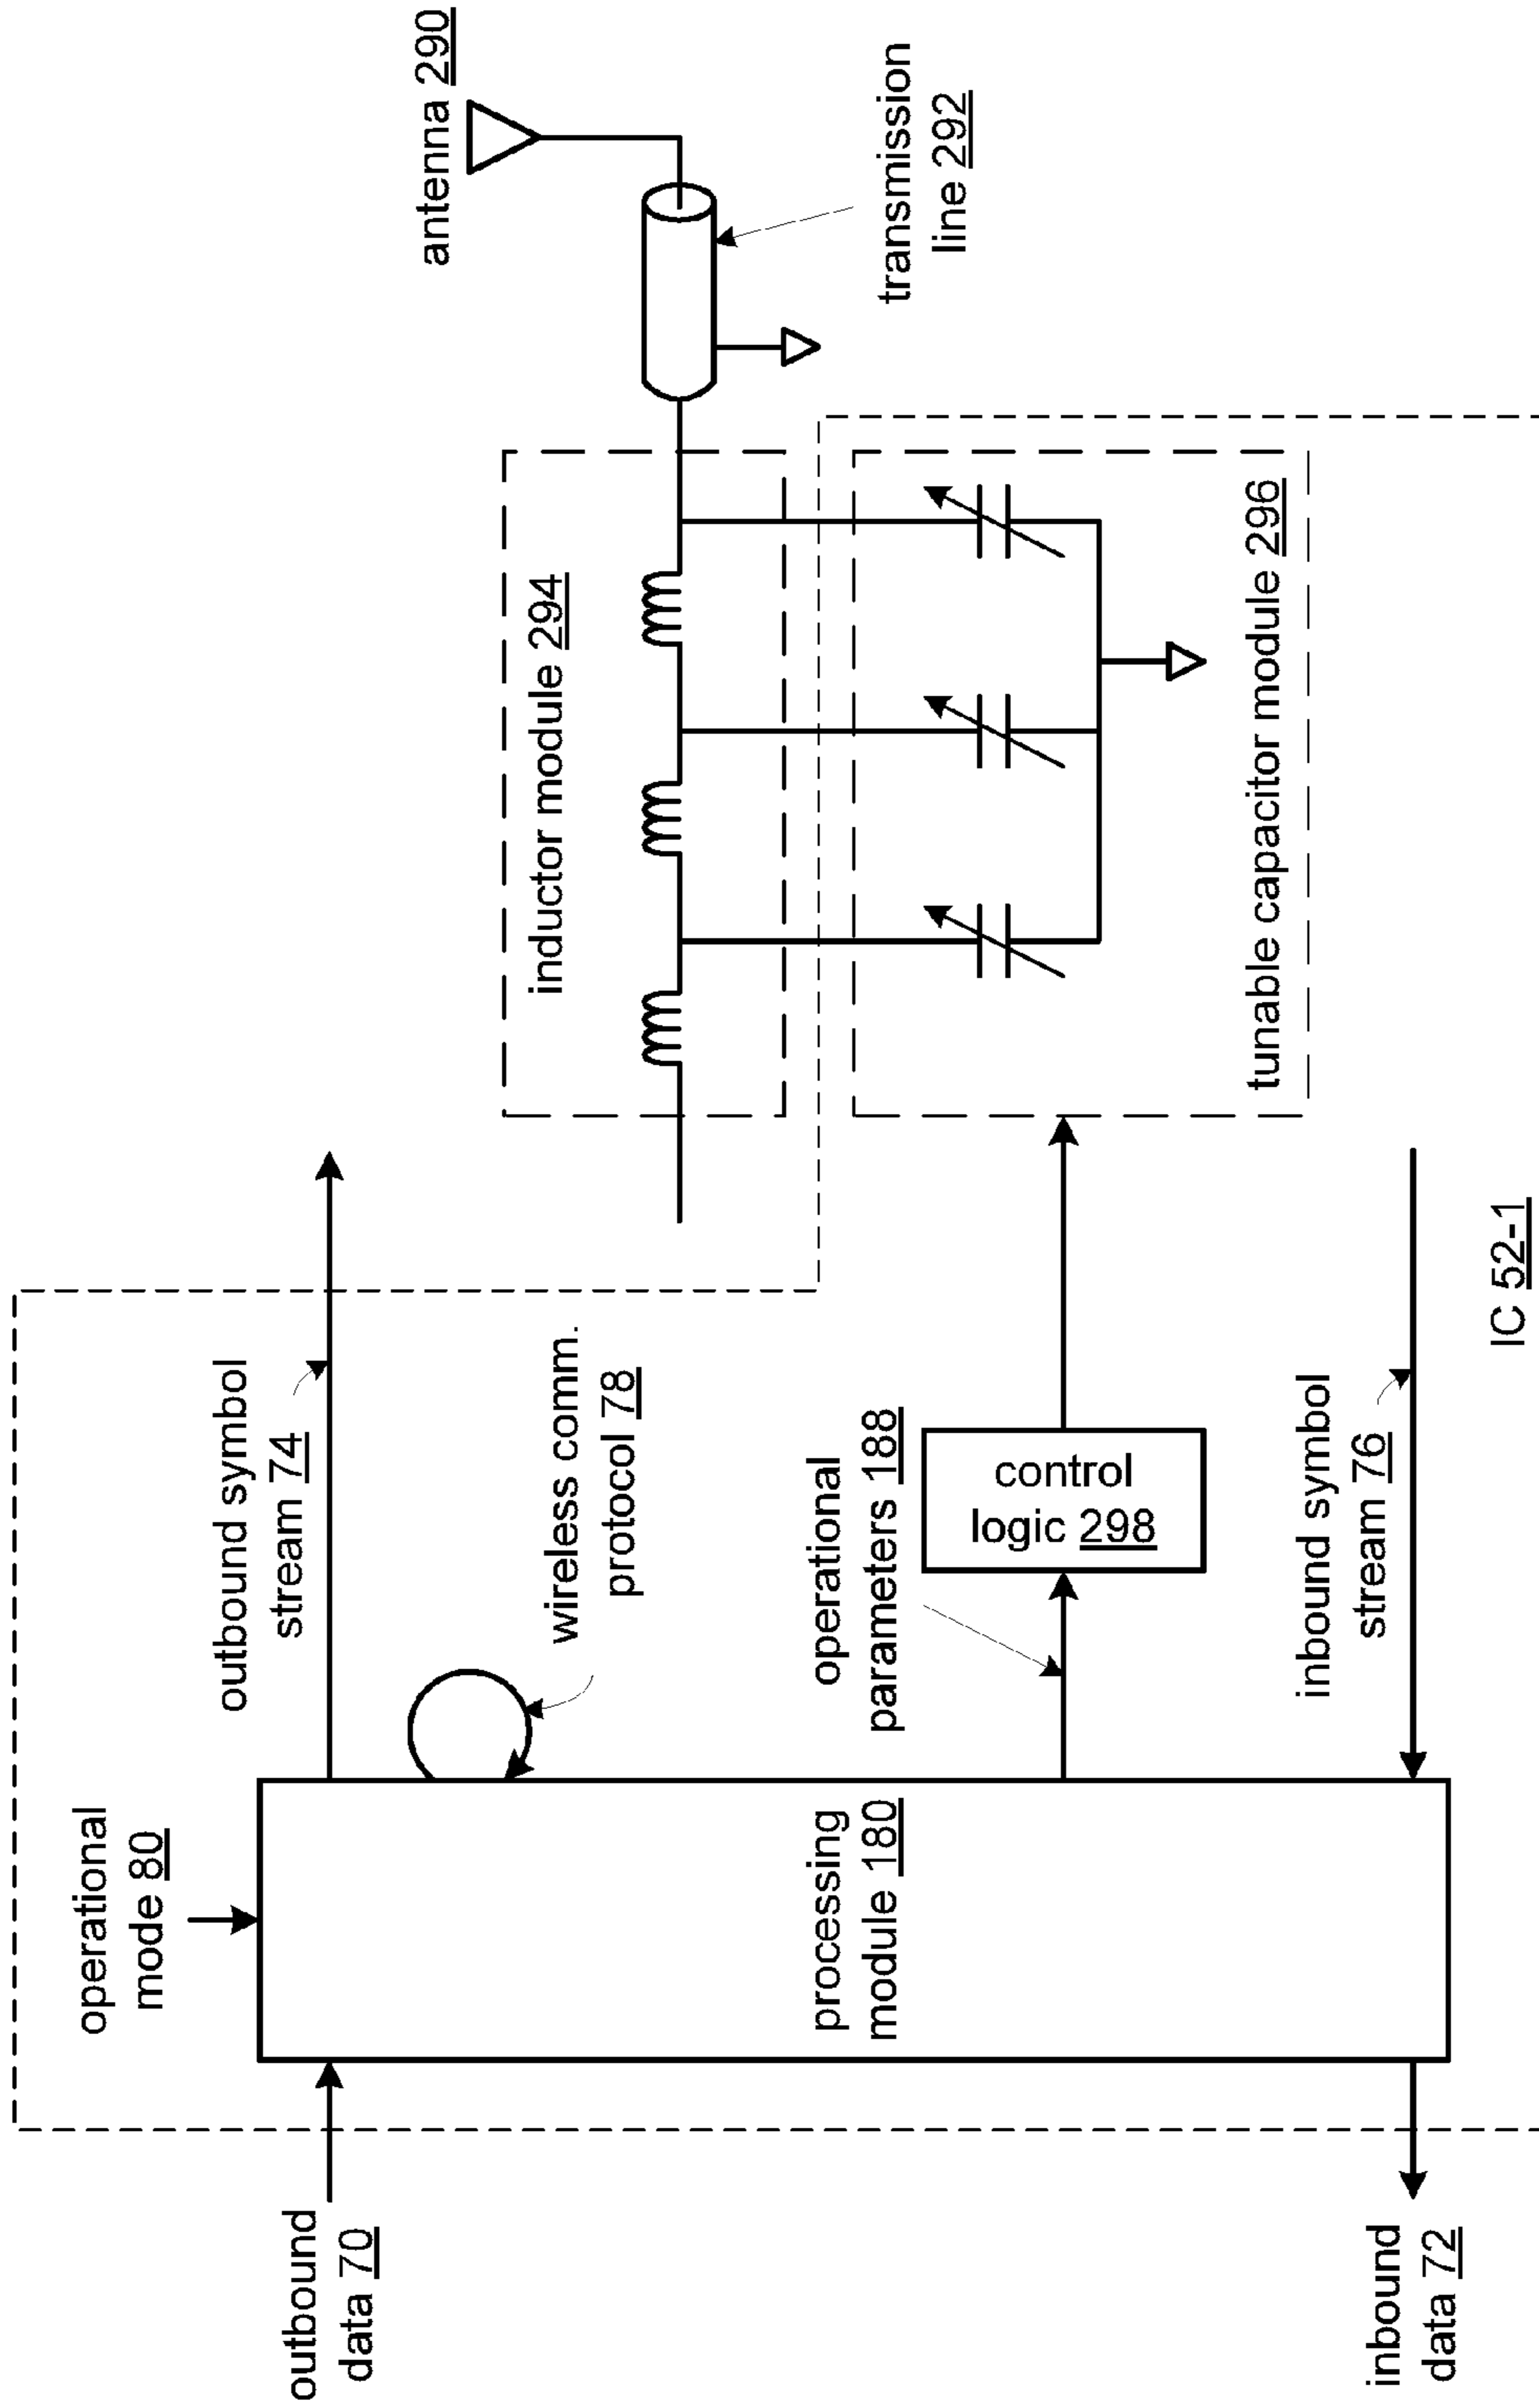 outbound
data 70
operational
mode 80
outbound symbol
stream 74
wireless comm.
protocol 78
processing
module 180
operational
parameters 188
control
logic 298
inductor module 294
antenna 290
transmission
line 292
tunable capacitor module 296
inbound symbol
stream 76
inbound
data 72
IC 52-1